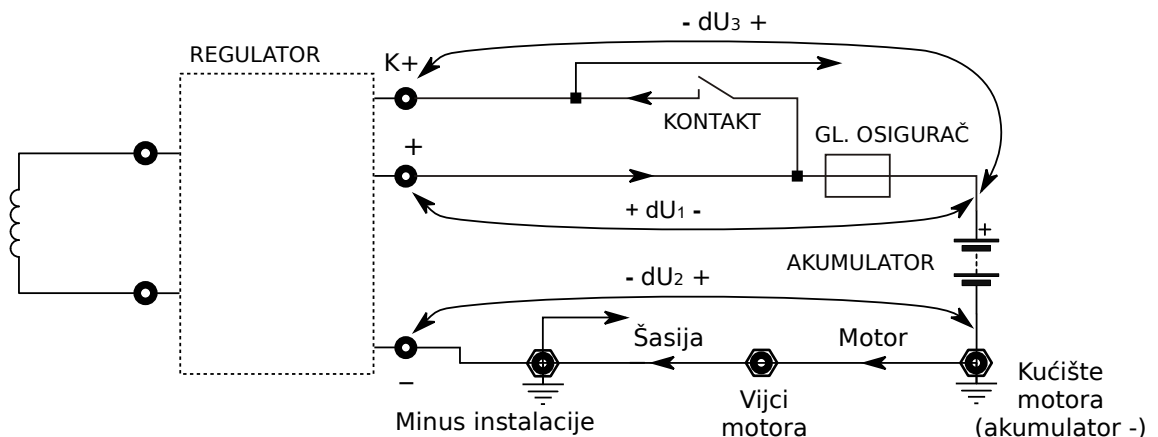 - dU3 +
REGULATOR
K+
KONTAKT
GL. OSIGURAČ
+
+ dU1 -
+
AKUMULATOR
- dU2 +
Šasija
Motor
–
Minus instalacije
Vijci
motora
Kućište
motora
(akumulator -)